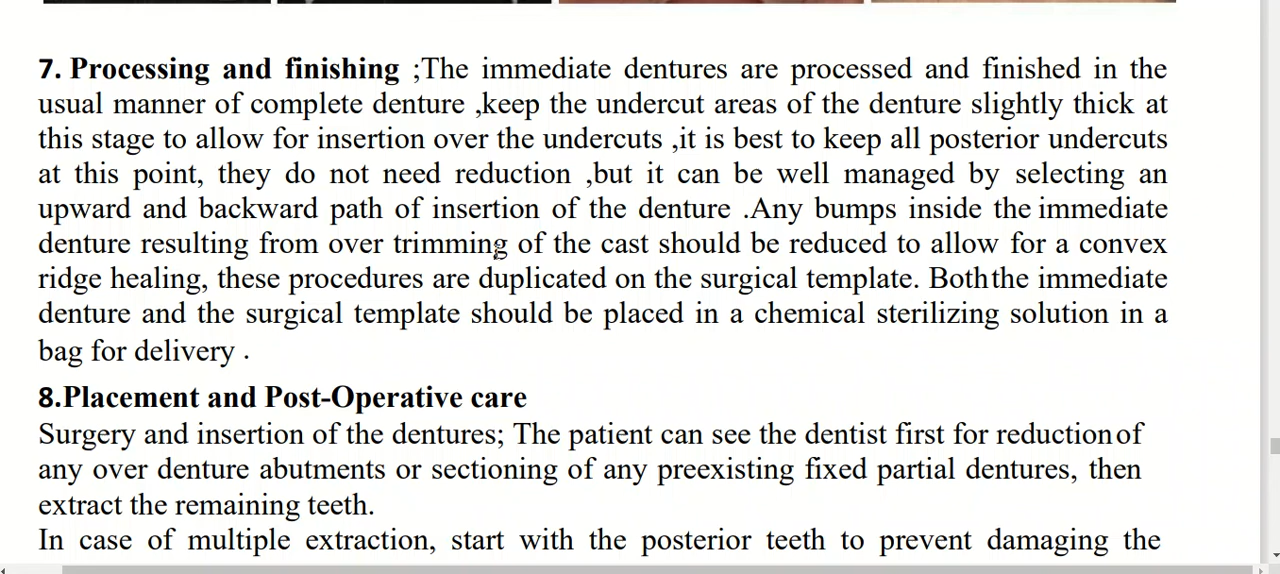 7. Processing and finishing ;The immediate dentures are processed and finished in the
usual manner of complete denture ,keep the undercut areas of the denture slightly thick at
this stage to allow for insertion over the undercuts ,it is best to keep all posterior undercuts
at this point, they do not need reduction ,but it can be well managed by selecting an
upward and backward path of insertion of the denture .Any bumps inside the immediate
denture resulting from over trimming of the cast should be reduced to allow for a convex
ridge healing, these procedures are duplicated on the surgical template. Both the immediate
denture and the surgical template should be placed in a chemical sterilizing solution in a
bag for delivery .
8.Placement and Post-Operative care
Surgery and insertion of the dentures; The patient can see the dentist first for reduction of
any over denture abutments or sectioning of any preexisting fixed partial dentures, then
extract the remaining teeth.
In case of multiple extraction, start with the posterior teeth to prevent damaging the